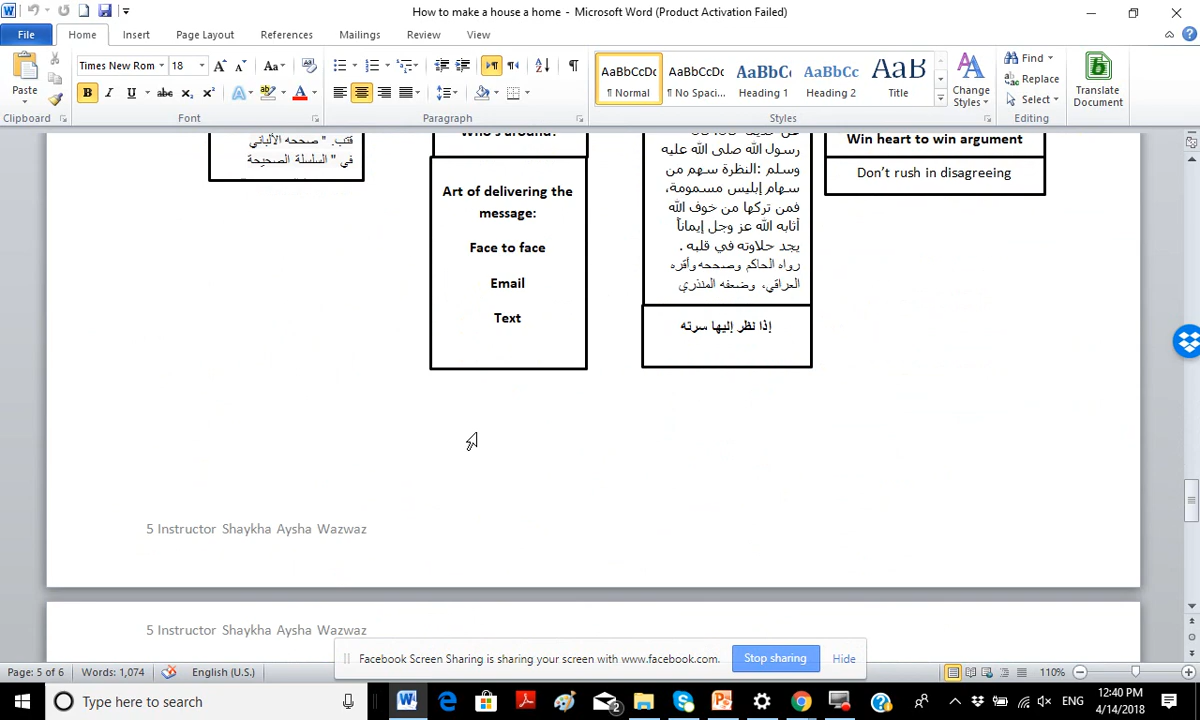 How to make a house a home - Microsoft Word (Product Activation Failed)
File Home Insert Page Layout References Mailings Review View
Times New Rom 18
Paste
Find
Replace
Select
AaBbCcDc AaBbCcDc AaBbC AaBbCc AaB
¶ Normal ¶ No Spaci... Heading 1 Heading 2 Title
Change Styles
Translate Document
Clipboard Font Paragraph Styles Editing
كتب. " صححه الألباني
في "السلسلة الصحيحة
Who's around?
Art of delivering the
message:
Face to face
Email
Text
رسول الله صلى الله عليه
وسلم :النظرة سهم من
سهام إبليس مسمومة،
فمن تركها من خوف الله
أثابه الله عز وجل إيماناً
يجد حلاوته في قلبه .
رواه الحاكم وصححه وأقره
العراقي، وضعفه المنذري
إذا نظر إليها سرته
Win heart to win argument
Don't rush in disagreeing
5 Instructor Shaykha Aysha Wazwaz
5 Instructor Shaykha Aysha Wazwaz
Facebook Screen Sharing is sharing your screen with www.facebook.com. Stop sharing Hide
Page: 5 of 6 Words: 1,074 English (U.S.) 110%
Type here to search
2
ENG
12:40 PM
4/14/2018